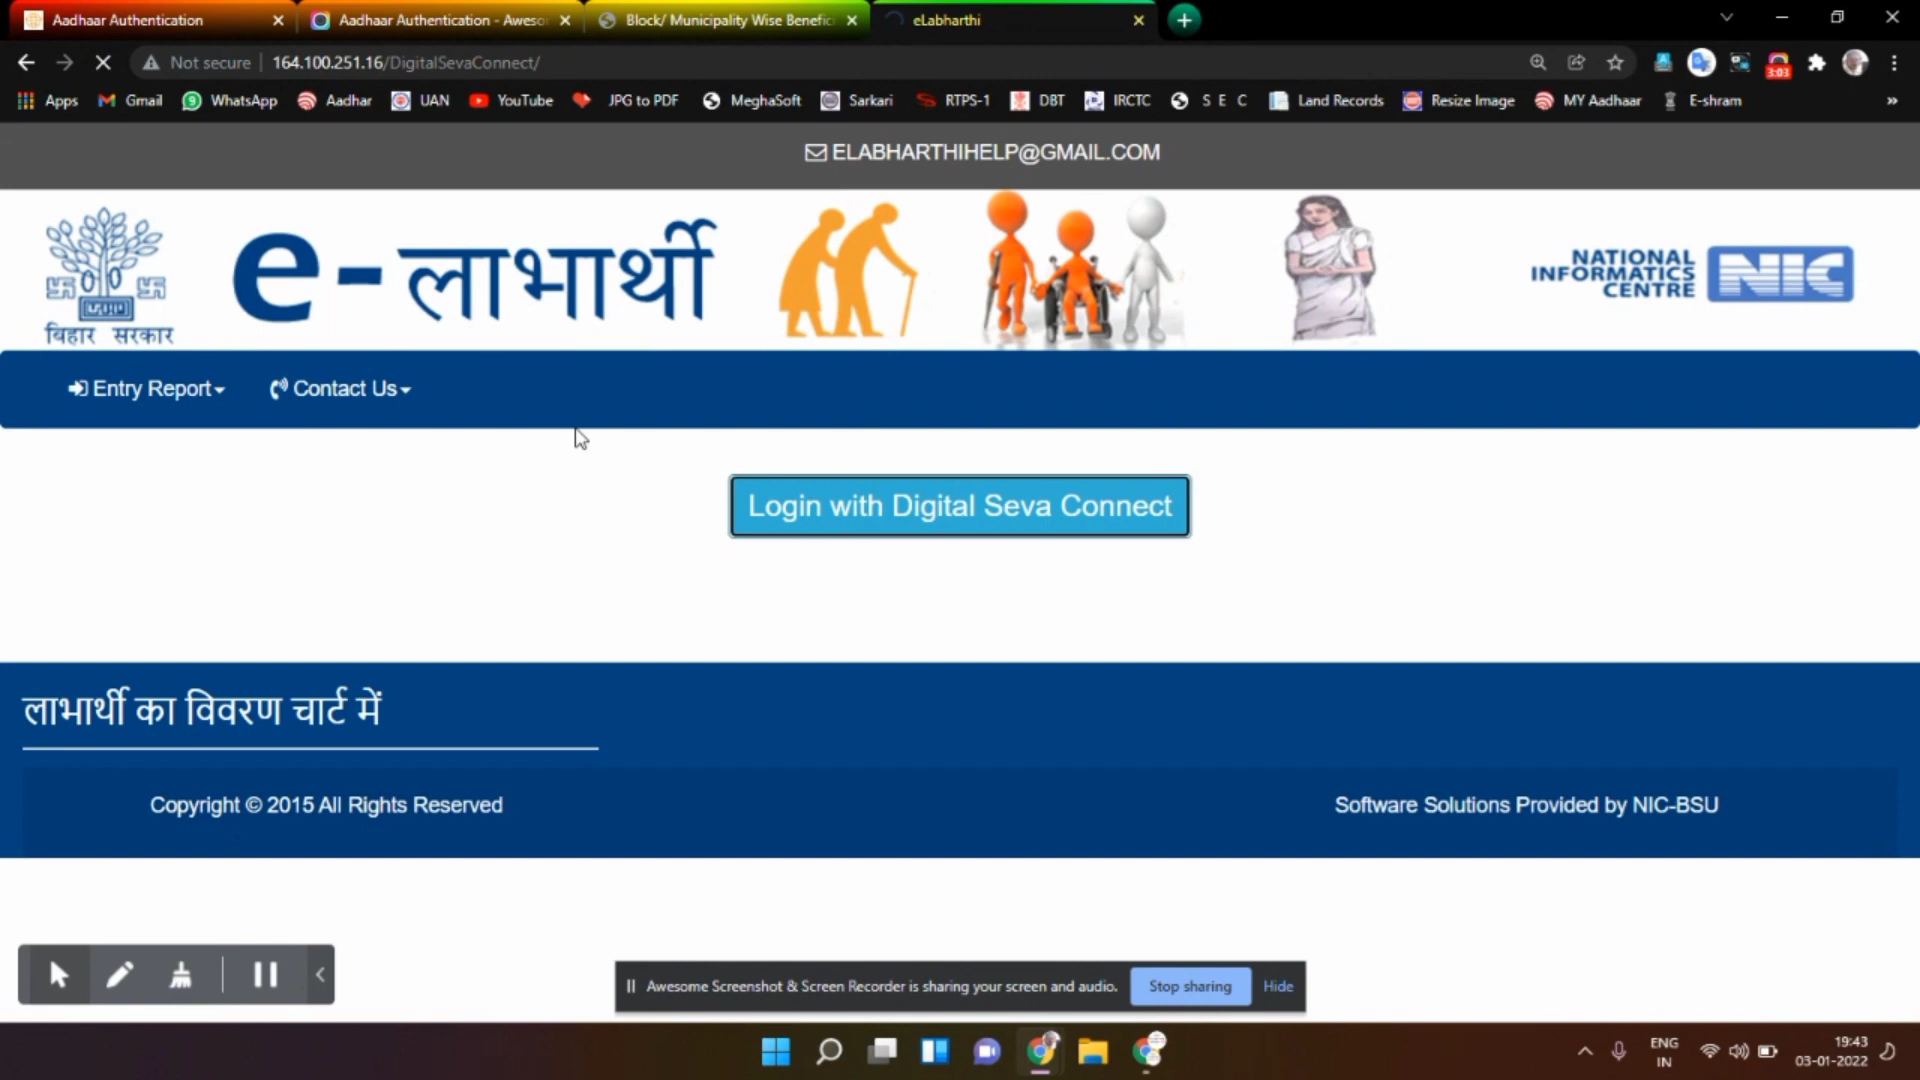 Aadhaar Authentication
Aadhaar Authentication - Aweso
Block/ Municipality Wise Benefic
eLabharthi
Not secure
164.100.251.16/DigitalSevaConnect/
3:03
Apps
Gmail
WhatsApp
Aadhar
UAN
YouTube
JPG to PDF
MeghaSoft
Sarkari
RTPS-1
DBT
IRCTC
S E C
Land Records
Resize Image
MY Aadhaar
E-shram
ELABHARTHIHELP@GMAIL.COM
बिहार सरकार
e-लाभार्थी
NATIONAL
INFORMATICS
CENTRE
NIC
Entry Report
Contact Us
Login with Digital Seva Connect
लाभार्थी का विवरण चार्ट में
Copyright © 2015 All Rights Reserved
Software Solutions Provided by NIC-BSU
Awesome Screenshot & Screen Recorder is sharing your screen and audio.
Stop sharing
Hide
ENG
IN
19:43
03-01-2022